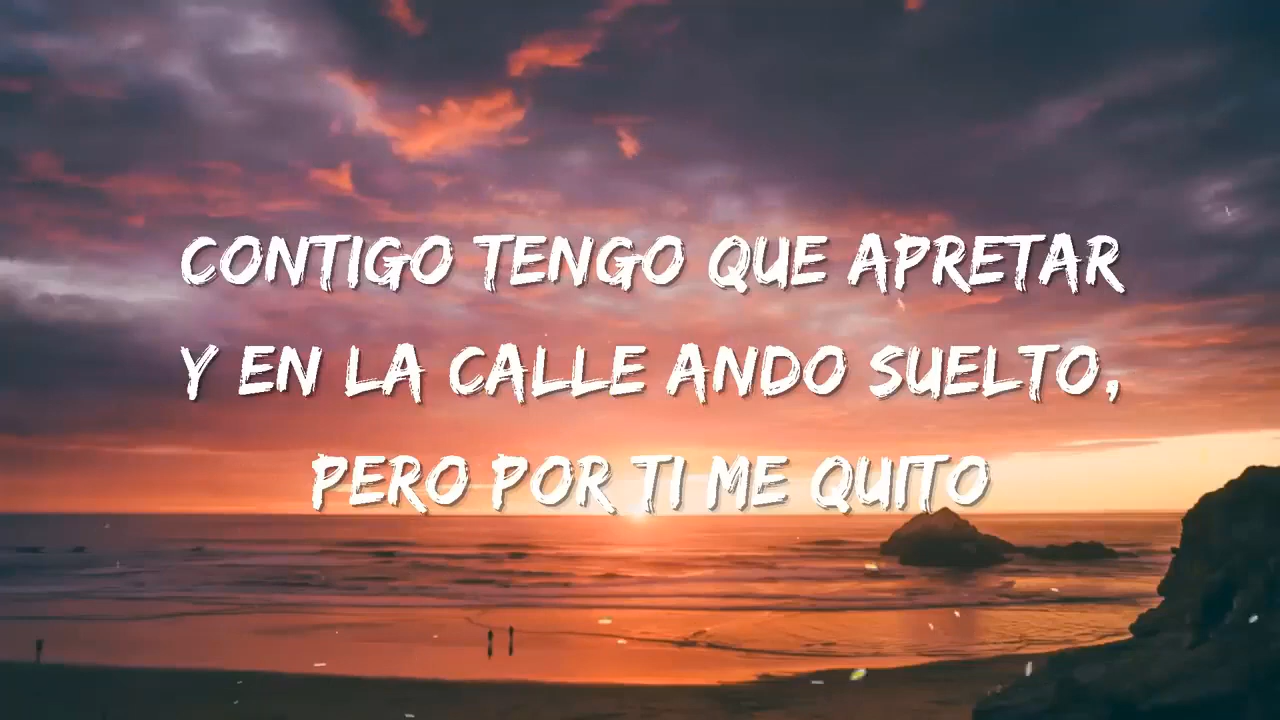 CONTIGO TENGO QUE APRETAR
Y EN LA CALLE ANDO SUELTO,
PERO POR TI ME QUITO